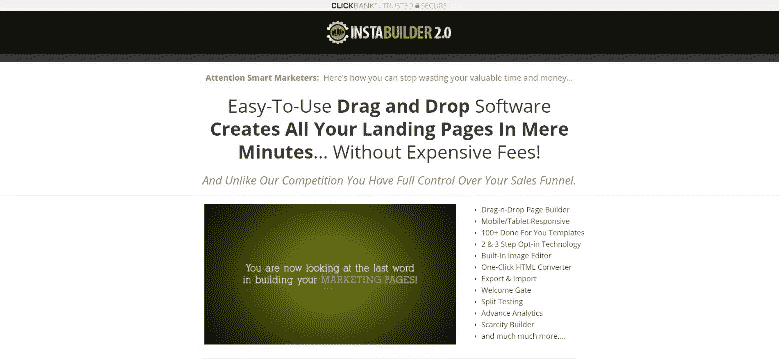 CLICKBANK TRUSTED SECURE
INSTABUILDER 2.0
Attention Smart Marketers: Here's how you can stop wasting your valuable time and money...
Easy-To-Use Drag and Drop Software
Creates All Your Landing Pages In Mere
Minutes... Without Expensive Fees!
And Unlike Our Competition You Have Full Control Over Your Sales Funnel.
You are now looking at the last word
in building your MARKETING PAGES!
Drag-n-Drop Page Builder
Mobile/Tablet Responsive
100+ Done For You Templates
2 & 3 Step Opt-in Technology
Built-In Image Editor
One-Click HTML Converter
Export & Import
Welcome Gate
Split Testing
Advance Analytics
Scarcity Builder
and much much more....